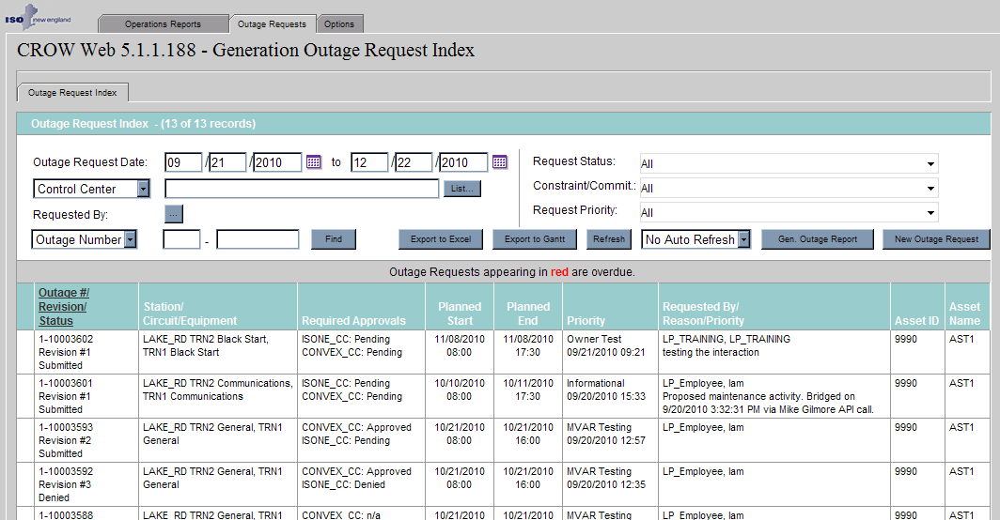 ISO new england
Operations Reports
Outage Requests
Options
CROW Web 5.1.1.188 - Generation Outage Request Index
Outage Request Index
Outage Request Index - (13 of 13 records)
Outage Request Date: 09 / 21 / 2010 to 12 / 22 / 2010
Request Status: All
Control Center List...
Constraint/Commit.: All
Requested By: ...
Request Priority: All
Outage Number - Find Export to Excel Export to Gantt Refresh No Auto Refresh Gen. Outage Report New Outage Request
Outage Requests appearing in red are overdue.
Outage #/
Revision/
Status
Station/
Circuit/Equipment
Required Approvals
Planned
Start
Planned
End
Priority
Requested By/
Reason/Priority
Asset ID
Asset
Name
1-10003602
Revision #1
Submitted
LAKE_RD TRN2 Black Start,
TRN1 Black Start
ISONE_CC: Pending
CONVEX_CC: Pending
11/08/2010
08:00
11/08/2010
17:30
Owner Test
09/21/2010 09:21
LP_TRAINING, LP_TRAINING
testing the interaction
9990
AST1
1-10003601
Revision #1
Submitted
LAKE_RD TRN2 Communications,
TRN1 Communications
ISONE_CC: Pending
CONVEX_CC: Pending
10/10/2010
08:00
10/11/2010
17:30
Informational
09/20/2010 15:33
LP_Employee, Iam
Proposed maintenance activity. Bridged on
9/20/2010 3:32:31 PM via Mike Gilmore API call.
9990
AST1
1-10003593
Revision #2
Submitted
LAKE_RD TRN2 General, TRN1
General
CONVEX_CC: Approved
ISONE_CC: Pending
10/21/2010
08:00
10/21/2010
16:00
MVAR Testing
09/20/2010 12:57
LP_Employee, Iam
9990
AST1
1-10003592
Revision #3
Denied
LAKE_RD TRN2 General, TRN1
General
CONVEX_CC: Approved
ISONE_CC: Denied
10/21/2010
08:00
10/21/2010
16:00
MVAR Testing
09/20/2010 12:35
LP_Employee, Iam
9990
AST1
1-10003588
LAKE_RD TRN2 General, TRN1
CONVEX_CC: n/a
10/21/2010
10/21/2010
MVAR Testing
LP_Employee, Iam
9990
AST1